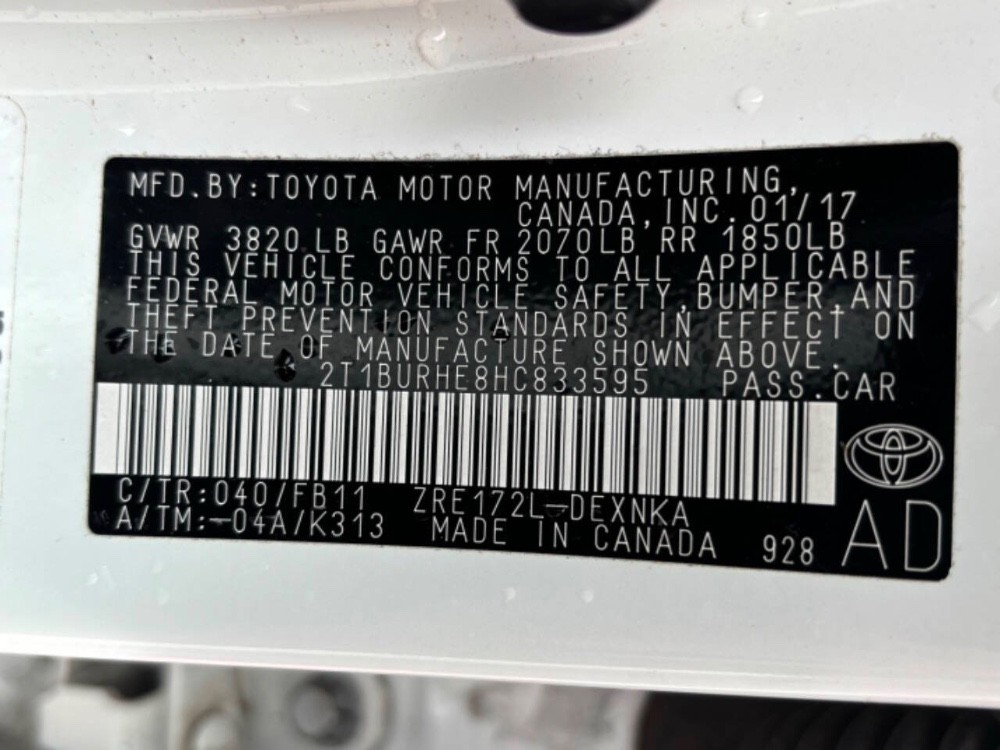 MFD.BY:TOYOTA MOTOR MANUFACTURING,
CANADA,INC.01/17
GVWR 3820 LB GAWR FR 2070LB RR 1850LB
THIS VEHICLE CONFORMS TO ALL APPLICABLE
FEDERAL MOTOR VEHICLE SAFETY,BUMPER,AND
THEFT PREVENTION STANDARDS IN EFFECT ON
THE DATE OF MANUFACTURE SHOWN ABOVE.
2T1BURHE8HC833595 PASS.CAR
C/TR:040/FB11 ZRE172L-DEXNKA
A/TM:-04A/K313 MADE IN CANADA 928 AD